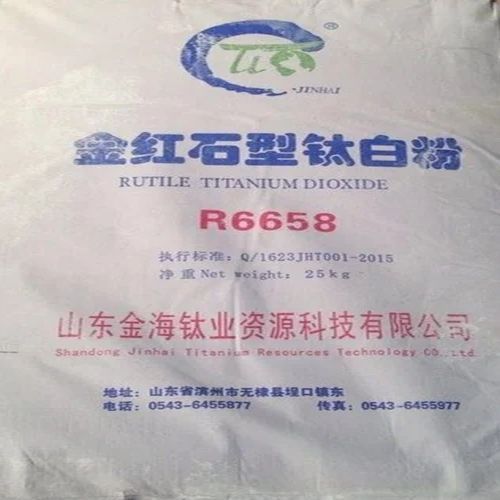 ®
JINHAI
金红石型钛白粉
RUTILE TITANIUM DIOXIDE
R6658
执行标准: Q/1623JHT001-2015
净重Net weight: 25kg
山东金海钛业资源科技有限公司
Shandong Jinhai Titanium Resources Technology CO.,Ltd
地址: 山东省滨州市无棣县埕口镇东
电话: 0543-6455877 传真: 0543-6455977